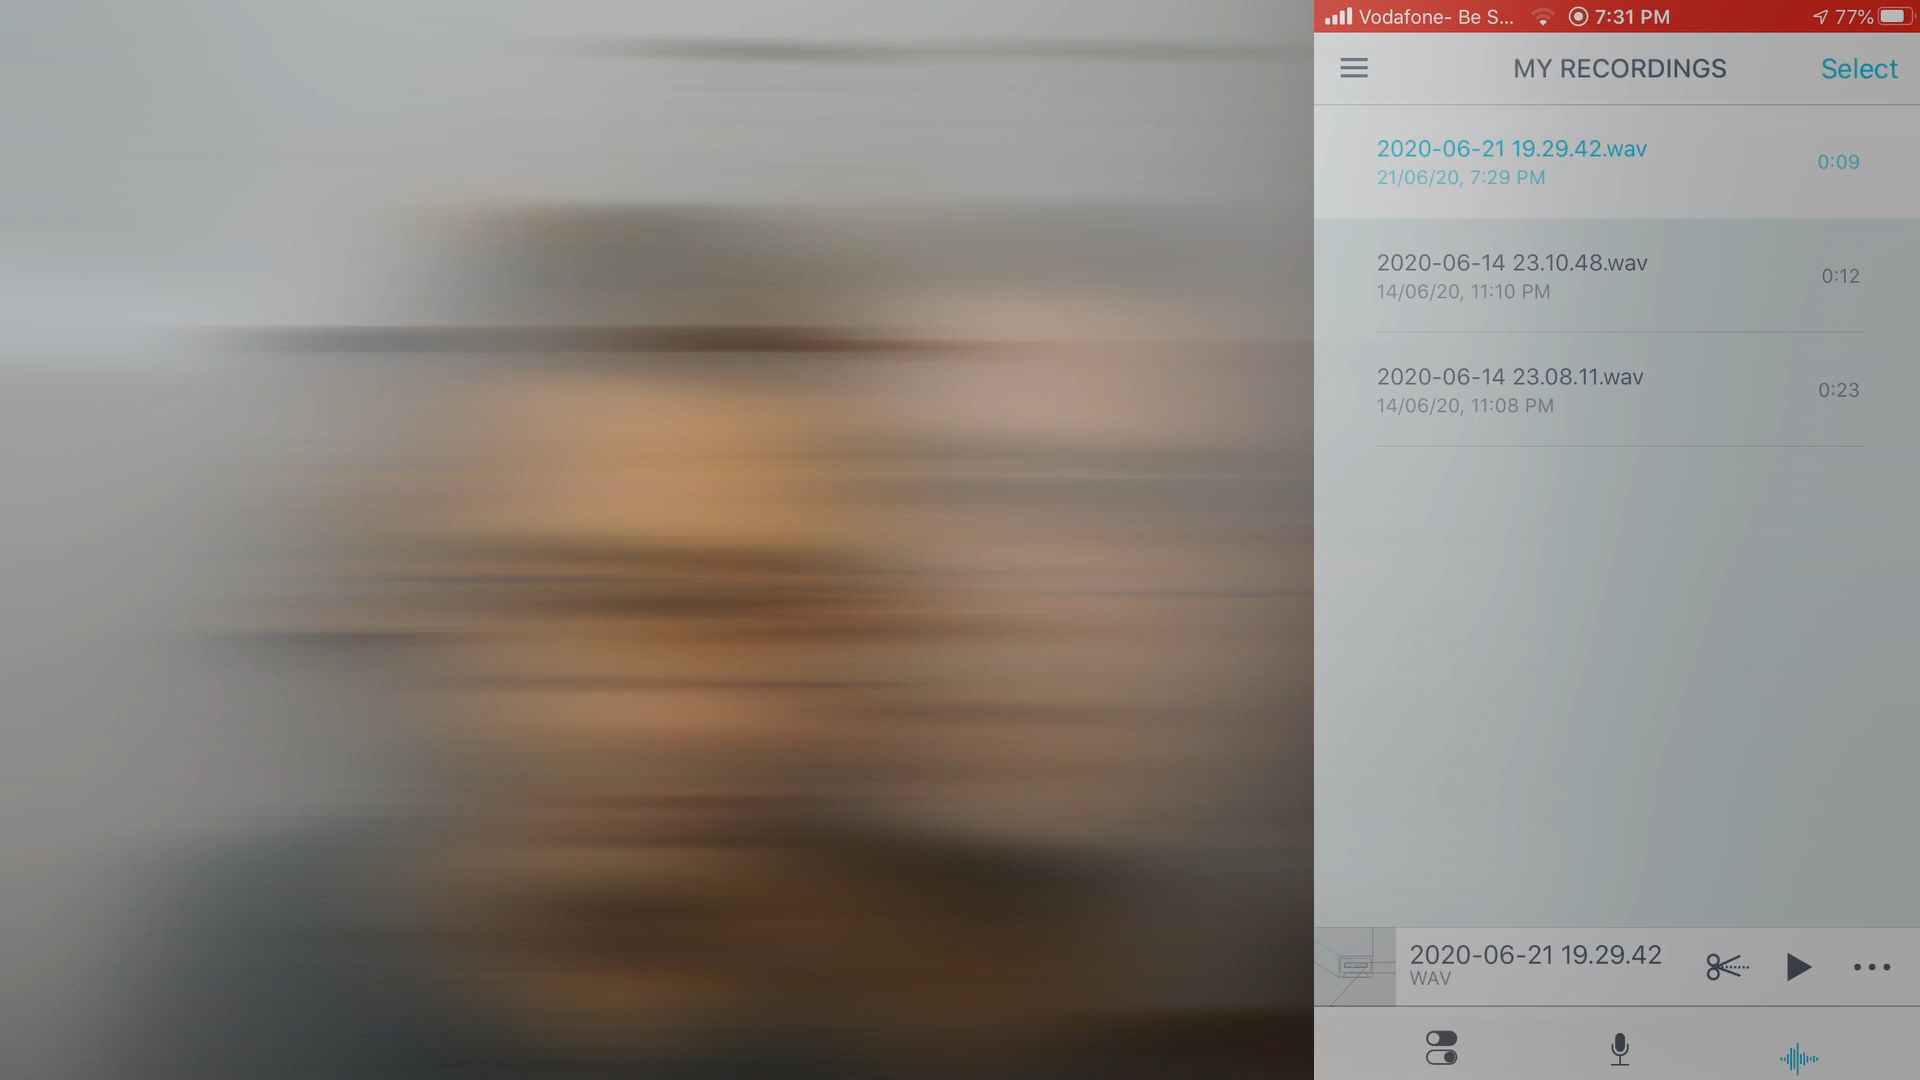 Vodafone- Be S... 7:31 PM 77%
MY RECORDINGS Select
2020-06-21 19.29.42.wav
21/06/20, 7:29 PM
0:09
2020-06-14 23.10.48.wav
14/06/20, 11:10 PM
0:12
2020-06-14 23.08.11.wav
14/06/20, 11:08 PM
0:23
2020-06-21 19.29.42
WAV